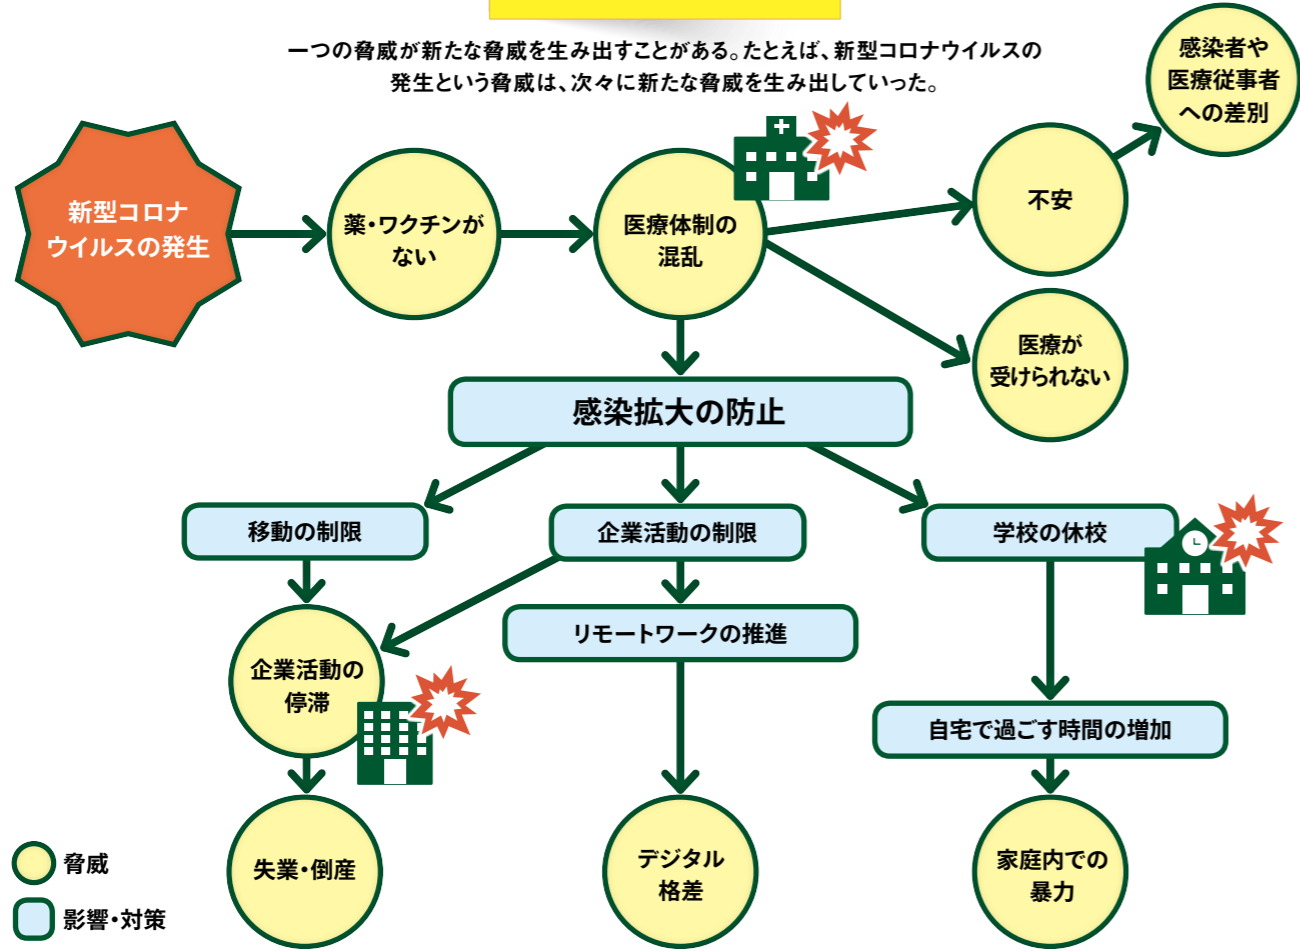 一つの脅威が新たな脅威を生み出すことがある。たとえば、新型コロナウイルスの
発生という脅威は、次々に新たな脅威を生み出していった。
感染者や
医療従事者
への差別
新型コロナ
ウイルスの発生
薬・ワクチンが
ない
医療体制の
混乱
不安
医療が
受けられない
感染拡大の防止
移動の制限
企業活動の制限
学校の休校
リモートワークの推進
企業活動の
停滞
自宅で過ごす時間の増加
失業・倒産
デジタル
格差
家庭内での
暴力
脅威
影響・対策